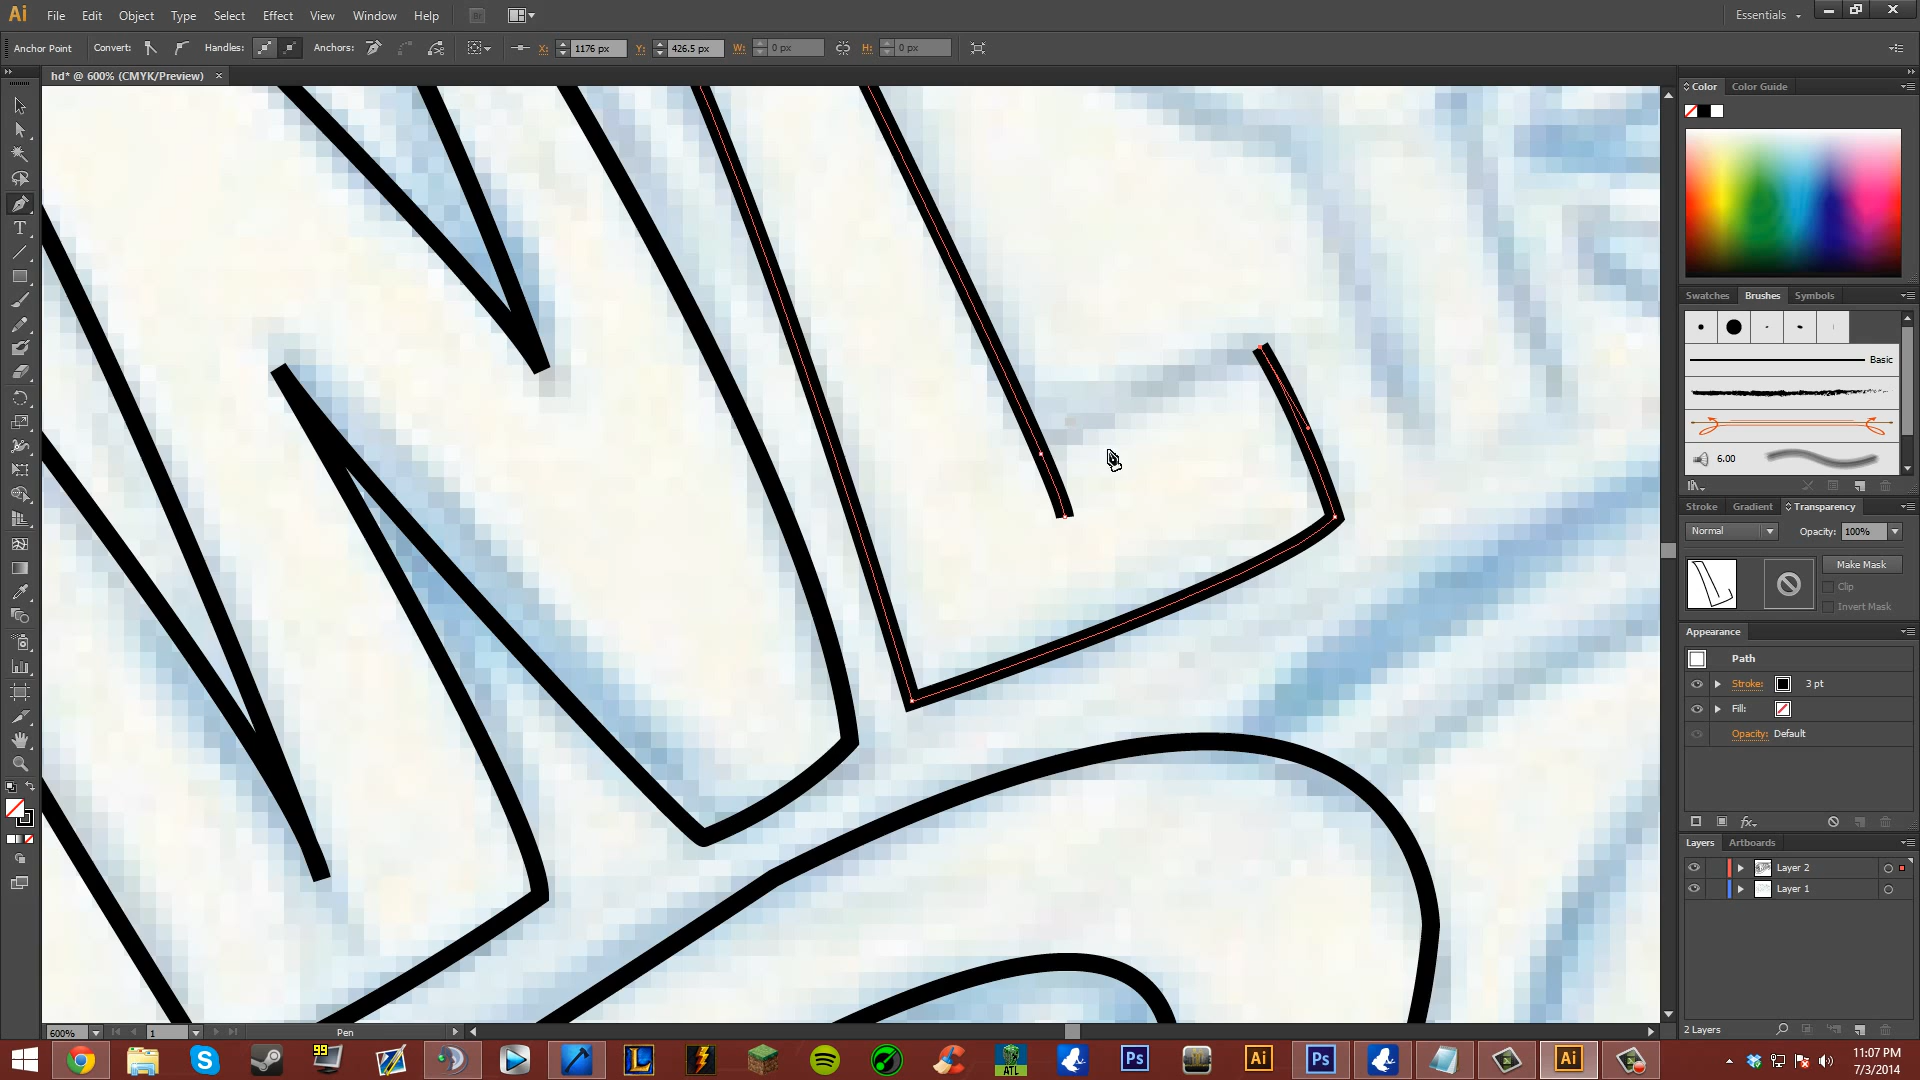 Ai File Edit Object Type Select Effect View Window Help Br Essentials
Anchor Point Convert: Handles: Anchors: X: 1176 px Y: 426.5 px W: 0 px H: 0 px
hd* @ 600% (CMYK/Preview) ×
Color Color Guide
Swatches Brushes Symbols
Basic
6.00
Stroke Gradient Transparency
Normal Opacity: 100%
Make Mask
Clip
Invert Mask
Appearance
Path
Stroke: 3 pt
Fill:
Opacity: Default
fx
Layers Artboards
Layer 2
Layer 1
2 Layers
600% 1 Pen
99 L ATL Ps Ai Ps Ai
11:07 PM
7/3/2014